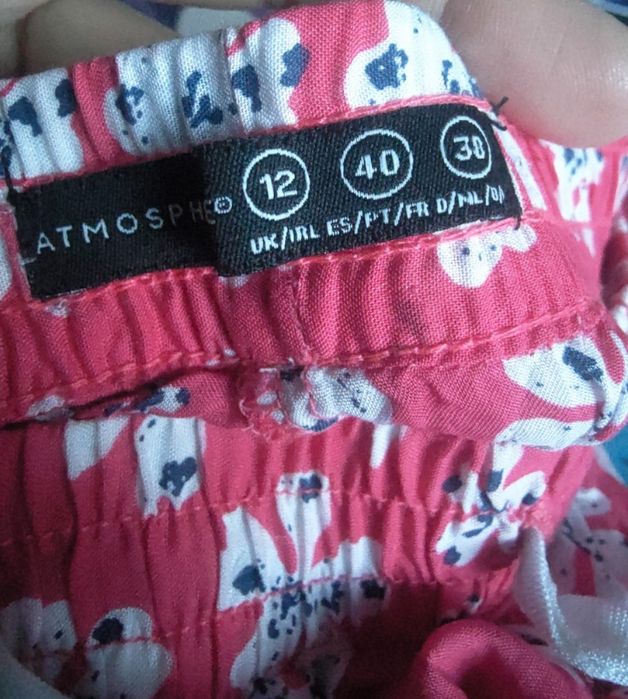 ATMOSPHE
© 12 40 38
UK/IRL ES/PT/FR D/NL/